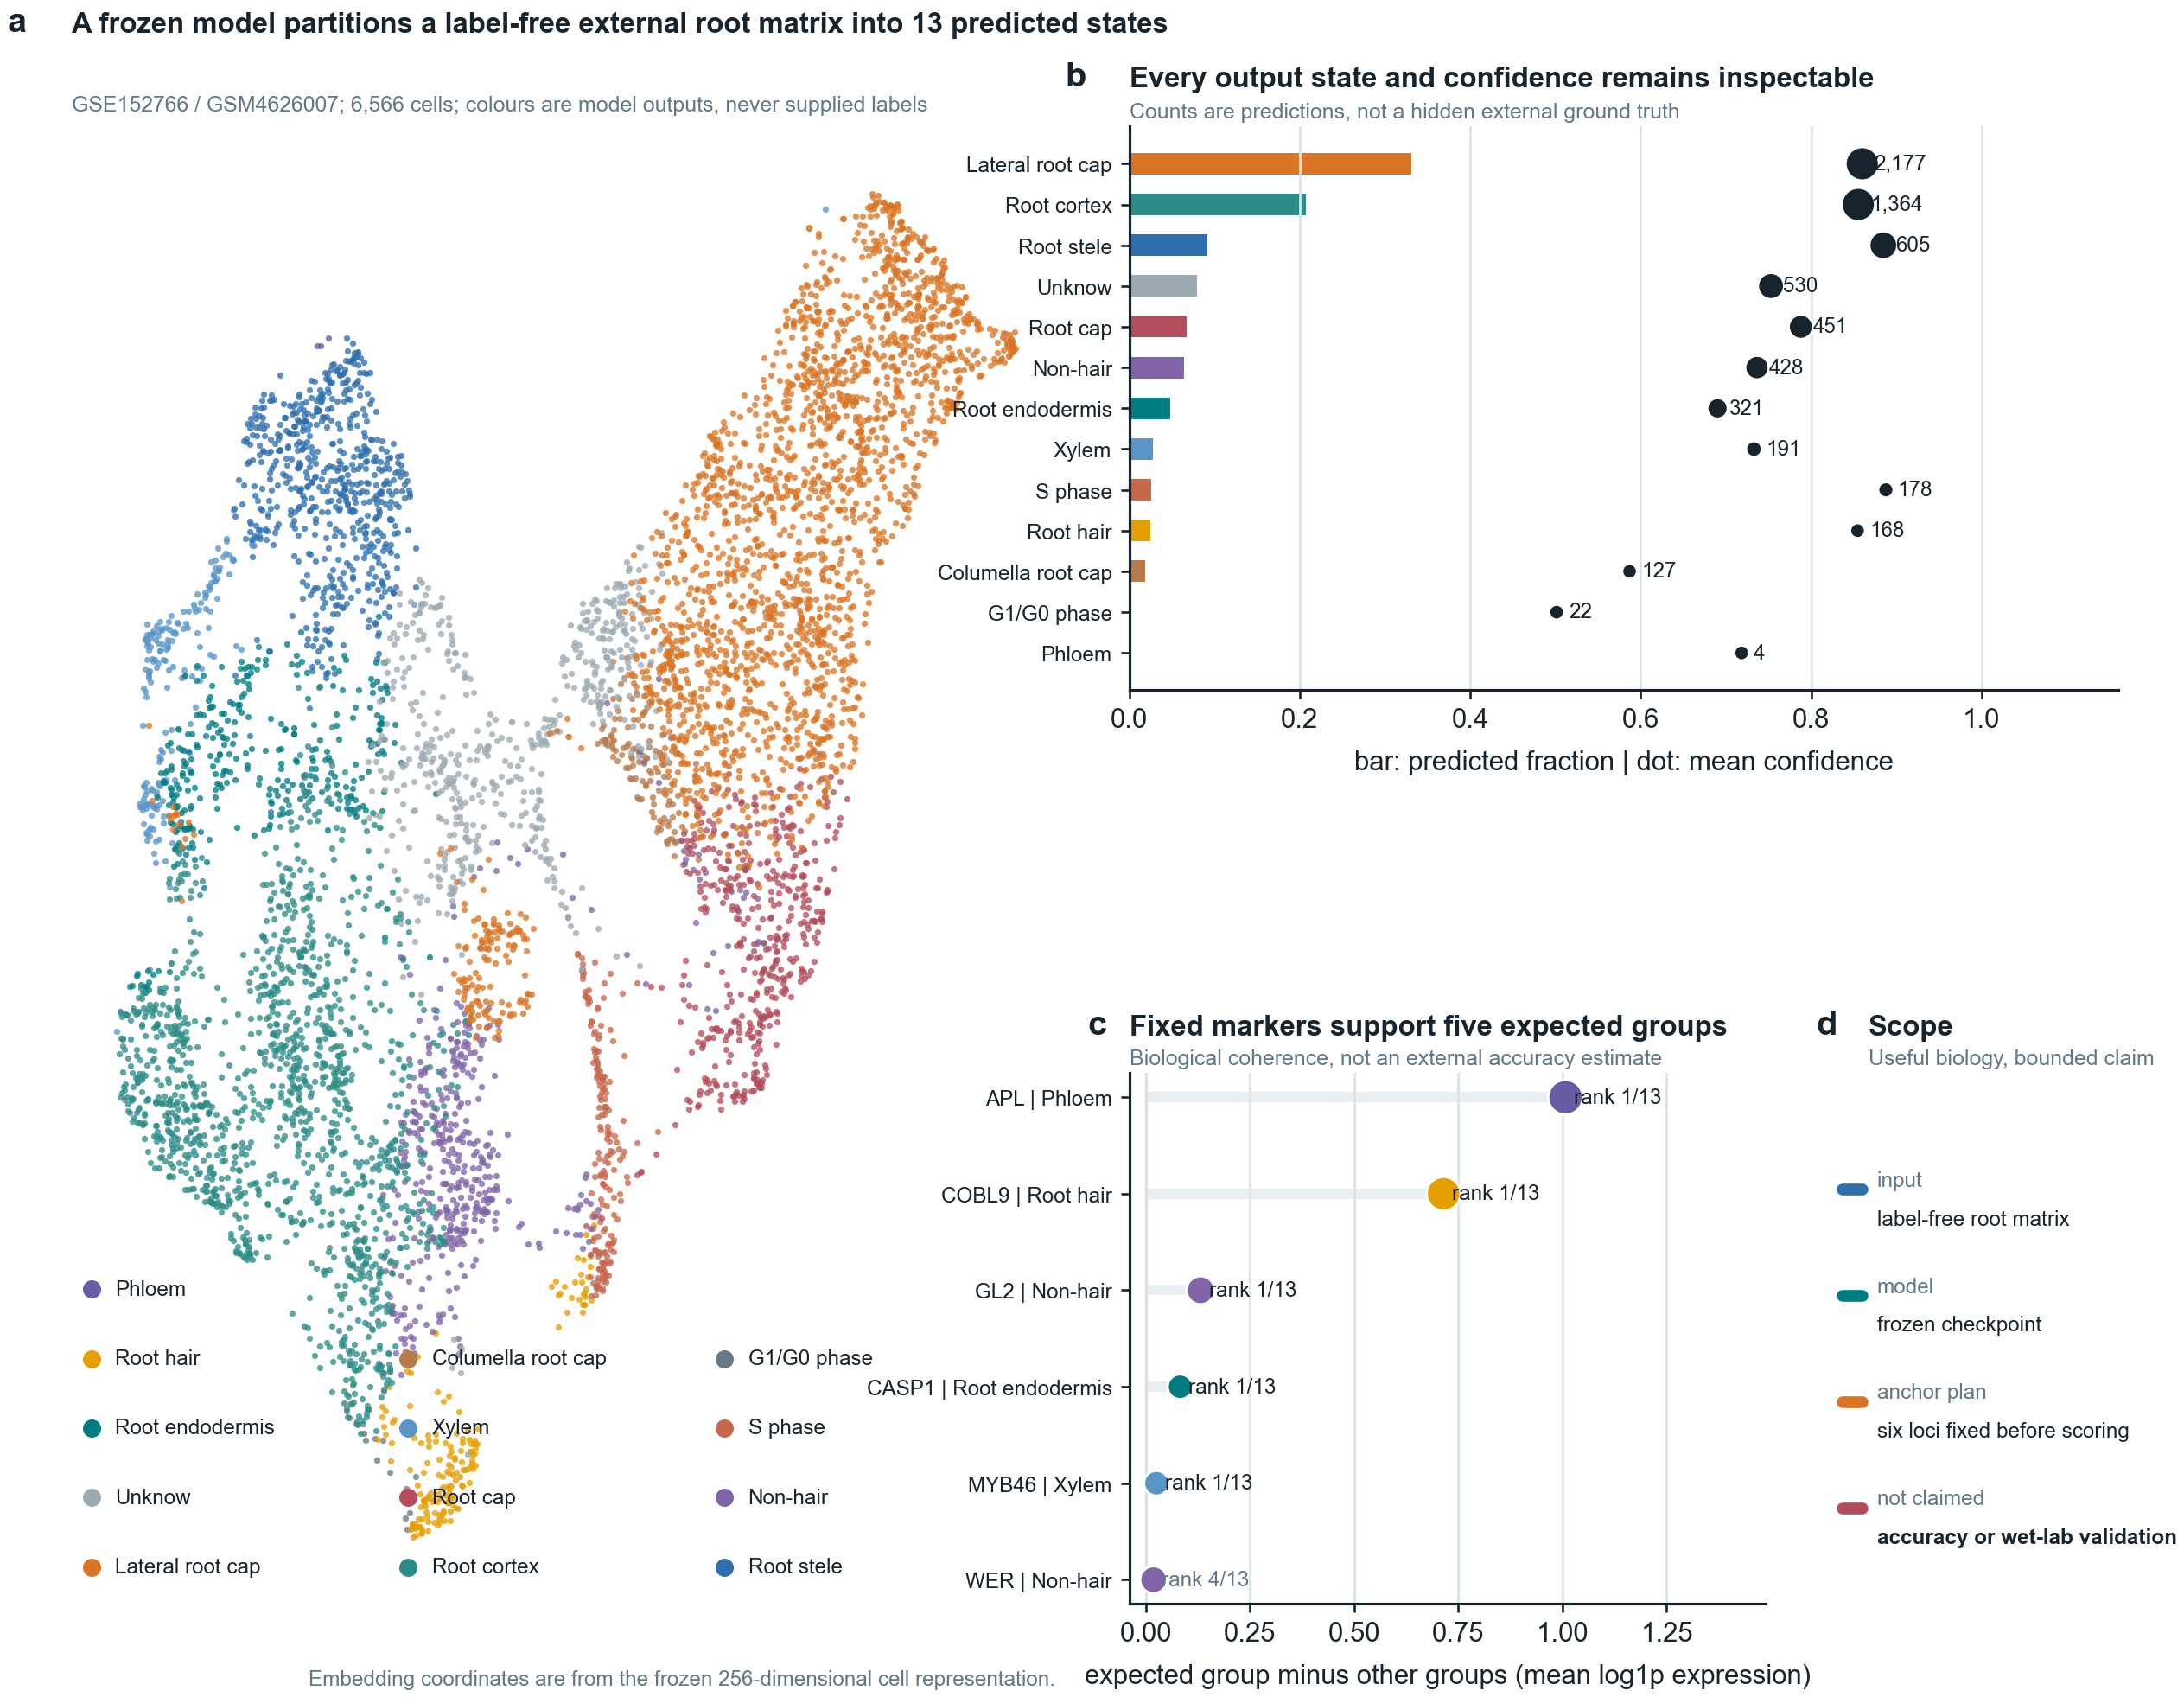 a
A frozen model partitions a label-free external root matrix into 13 predicted states
GSE152766 / GSM4626007; 6,566 cells; colours are model outputs, never supplied labels
Phloem
Root hair
Columella root cap
G1/G0 phase
Root endodermis
Xylem
S phase
Unknow
Root cap
Non-hair
Lateral root cap
Root cortex
Root stele
Embedding coordinates are from the frozen 256-dimensional cell representation.
b
Every output state and confidence remains inspectable
Counts are predictions, not a hidden external ground truth
Lateral root cap 2,177
Root cortex 1,364
Root stele 605
Unknow 530
Root cap 451
Non-hair 428
Root endodermis 321
Xylem 191
S phase 178
Root hair 168
Columella root cap 127
G1/G0 phase 22
Phloem 4
0.0 0.2 0.4 0.6 0.8 1.0
bar: predicted fraction | dot: mean confidence
c
Fixed markers support five expected groups
Biological coherence, not an external accuracy estimate
APL | Phloem rank 1/13
COBL9 | Root hair rank 1/13
GL2 | Non-hair rank 1/13
CASP1 | Root endodermis rank 1/13
MYB46 | Xylem rank 1/13
WER | Non-hair rank 4/13
0.00 0.25 0.50 0.75 1.00 1.25
expected group minus other groups (mean log1p expression)
d
Scope
Useful biology, bounded claim
input
label-free root matrix
model
frozen checkpoint
anchor plan
six loci fixed before scoring
not claimed
accuracy or wet-lab validation